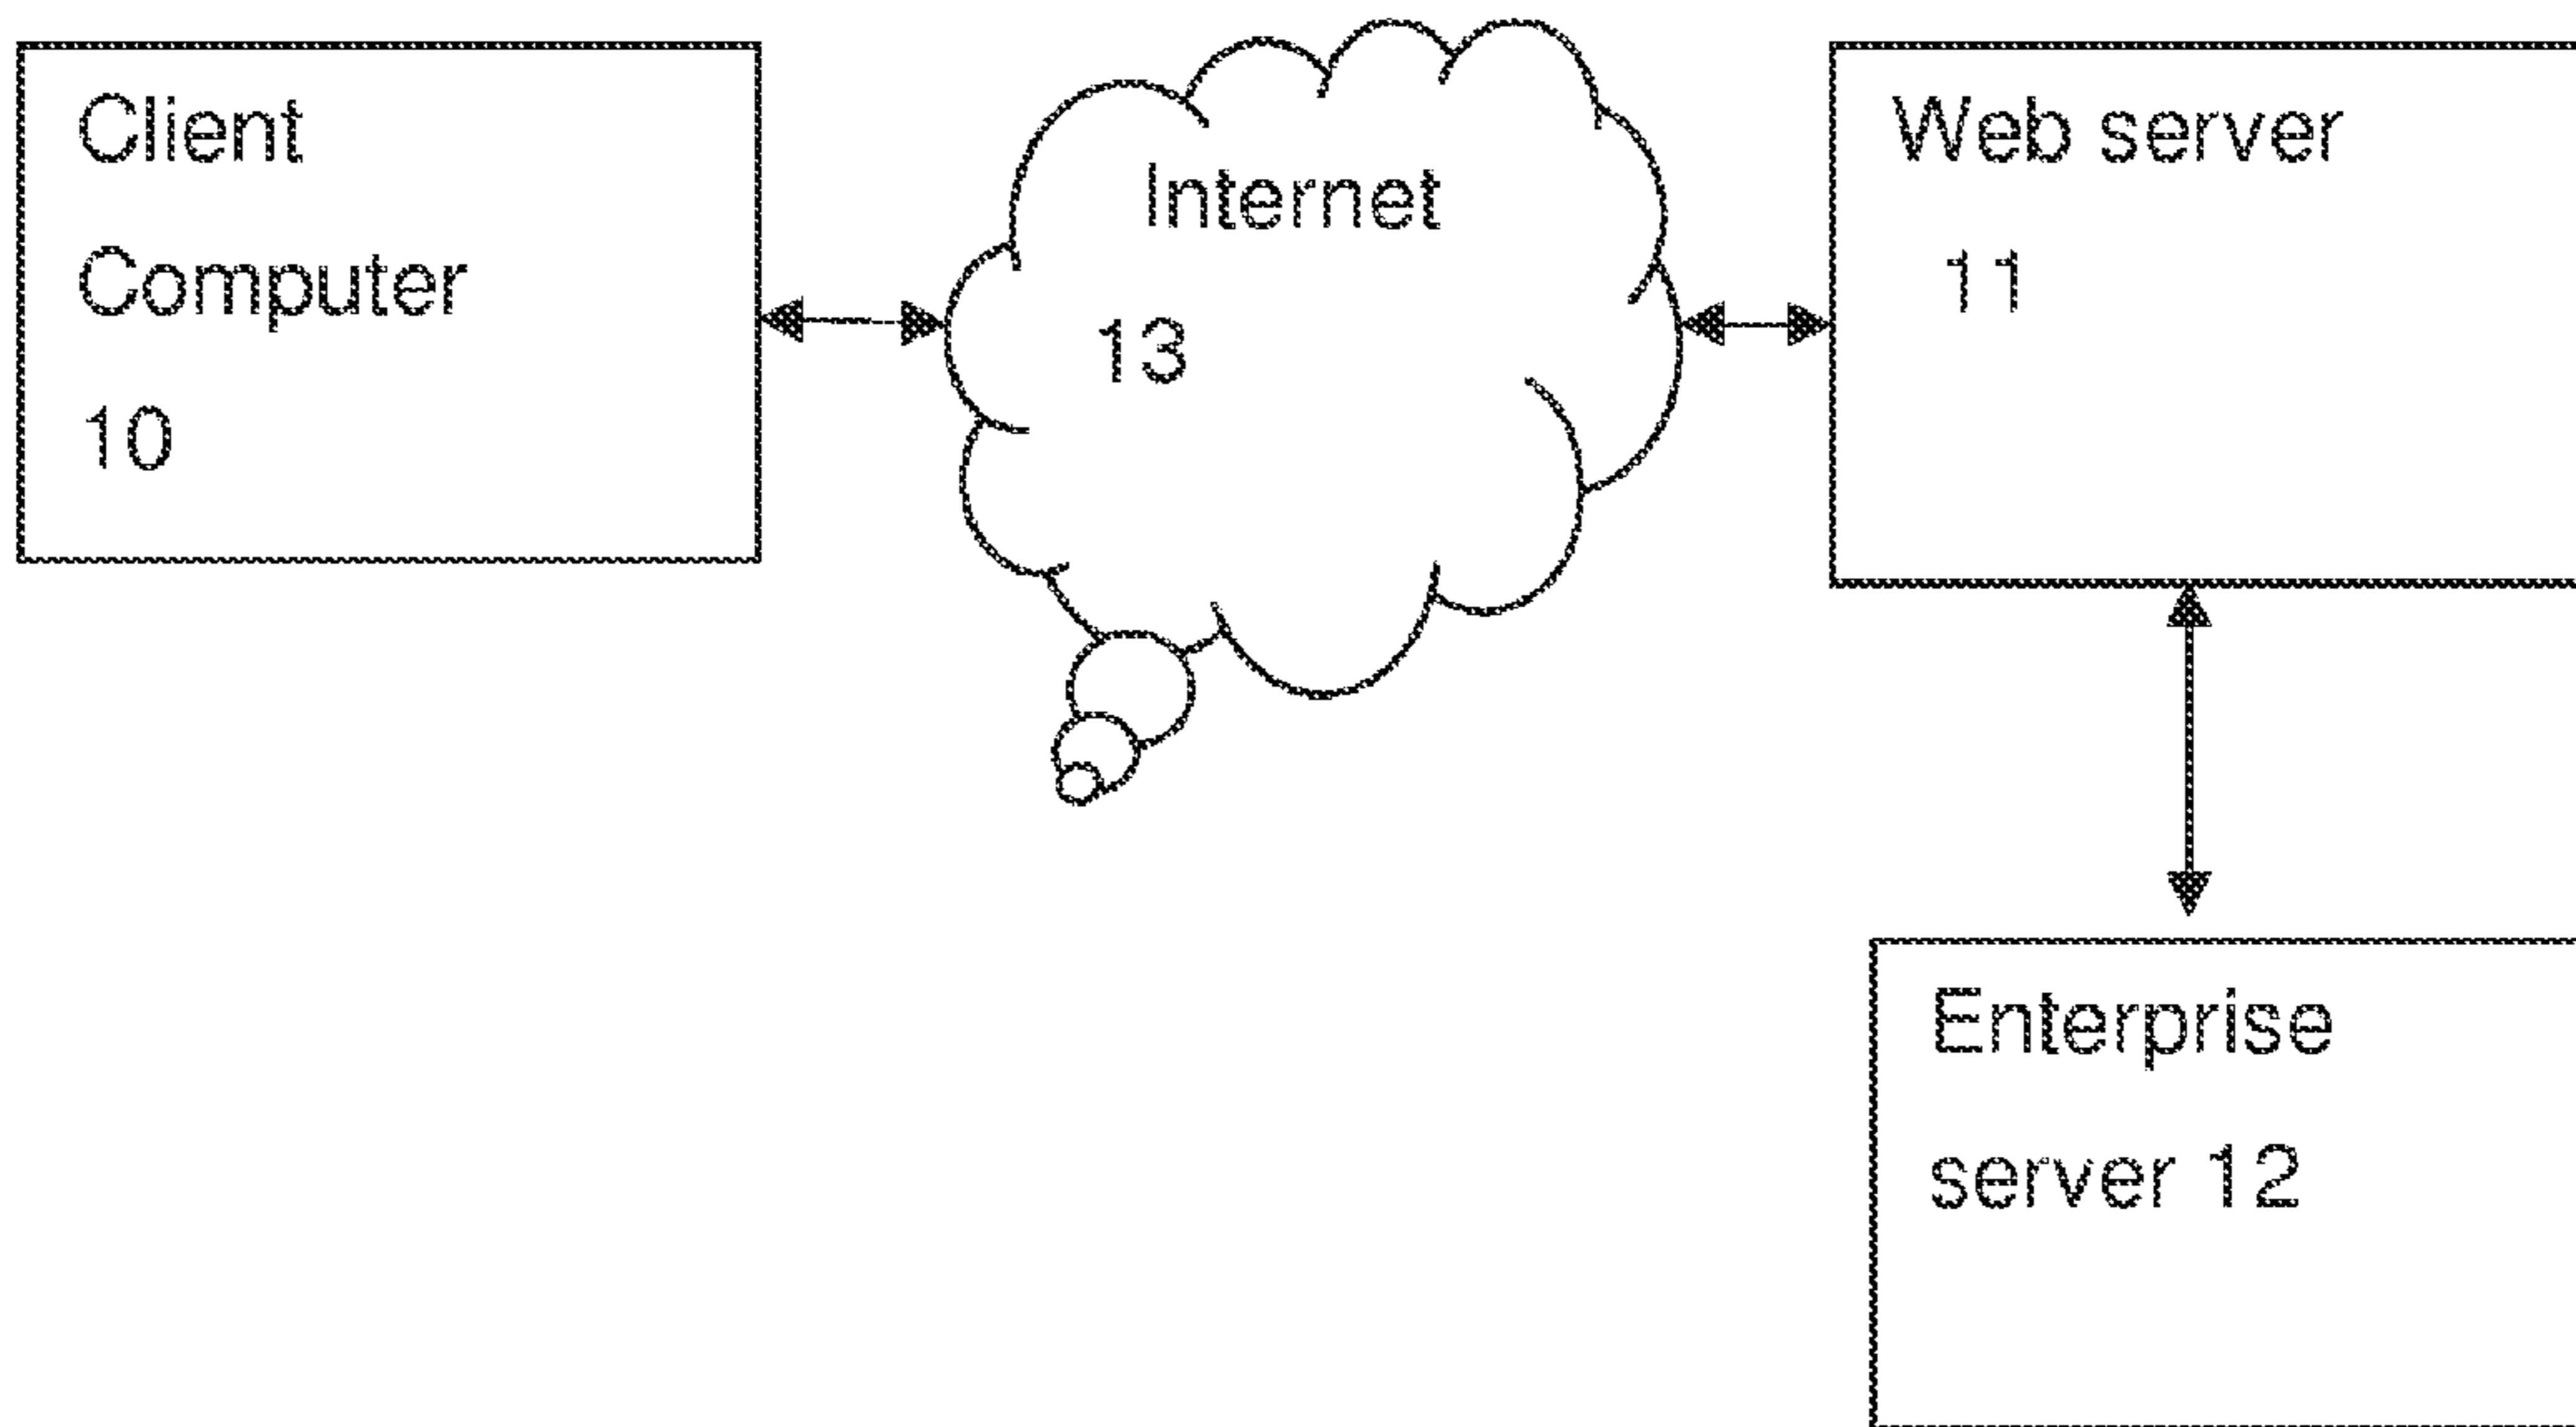 Client
Computer
10
Internet
13
Web server
11
Enterprise
server 12